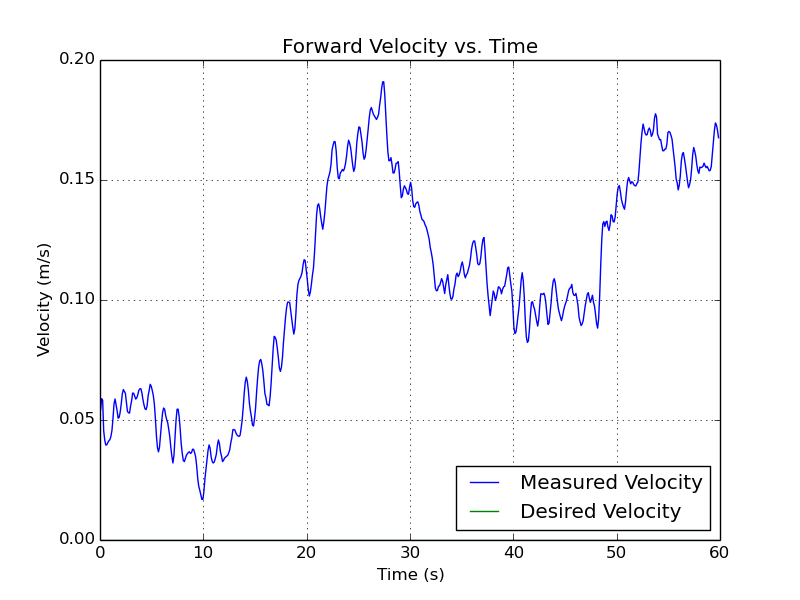 Forward Velocity vs. Time
0.20
0.15
0.10
0.05
0.00
Velocity (m/s)
Measured Velocity
Desired Velocity
0 10 20 30 40 50 60
Time (s)